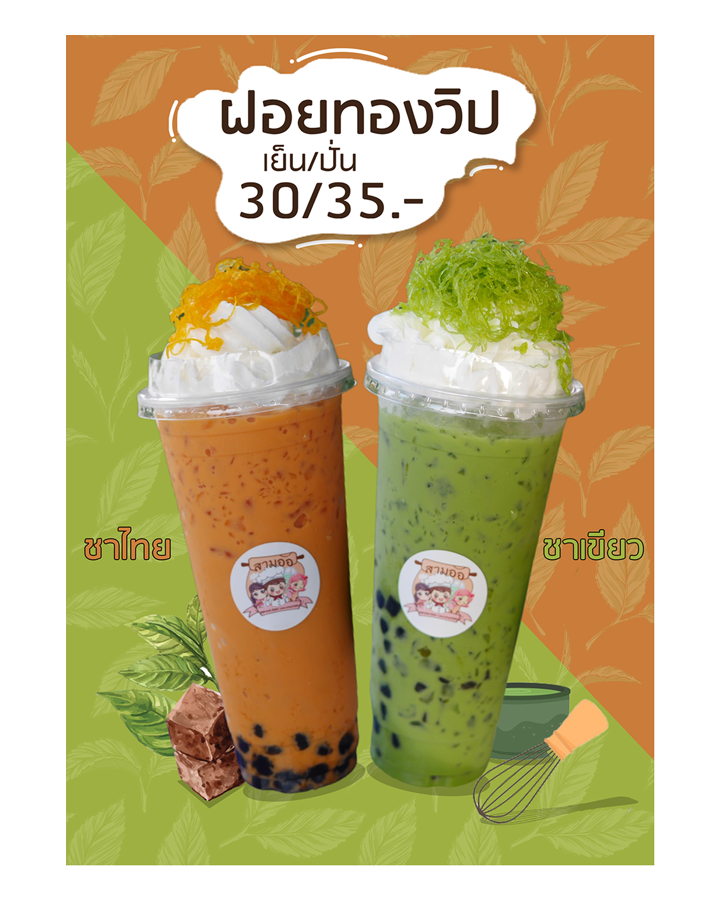 ฝอยทองวิป
เย็น/ปั่น
30/35.-
ชาไทย
ชาเขียว
สามออ
สามออ